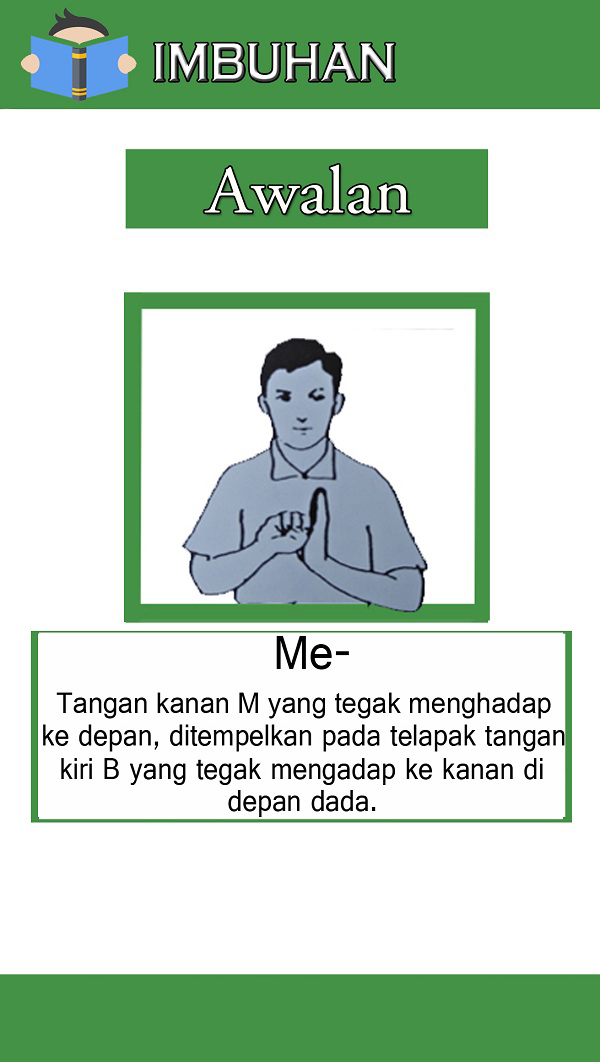 IMBUHAN
Awalan
Me-
Tangan kanan M yang tegak menghadap
ke depan, ditempelkan pada telapak tangan
kiri B yang tegak mengadap ke kanan di
depan dada.